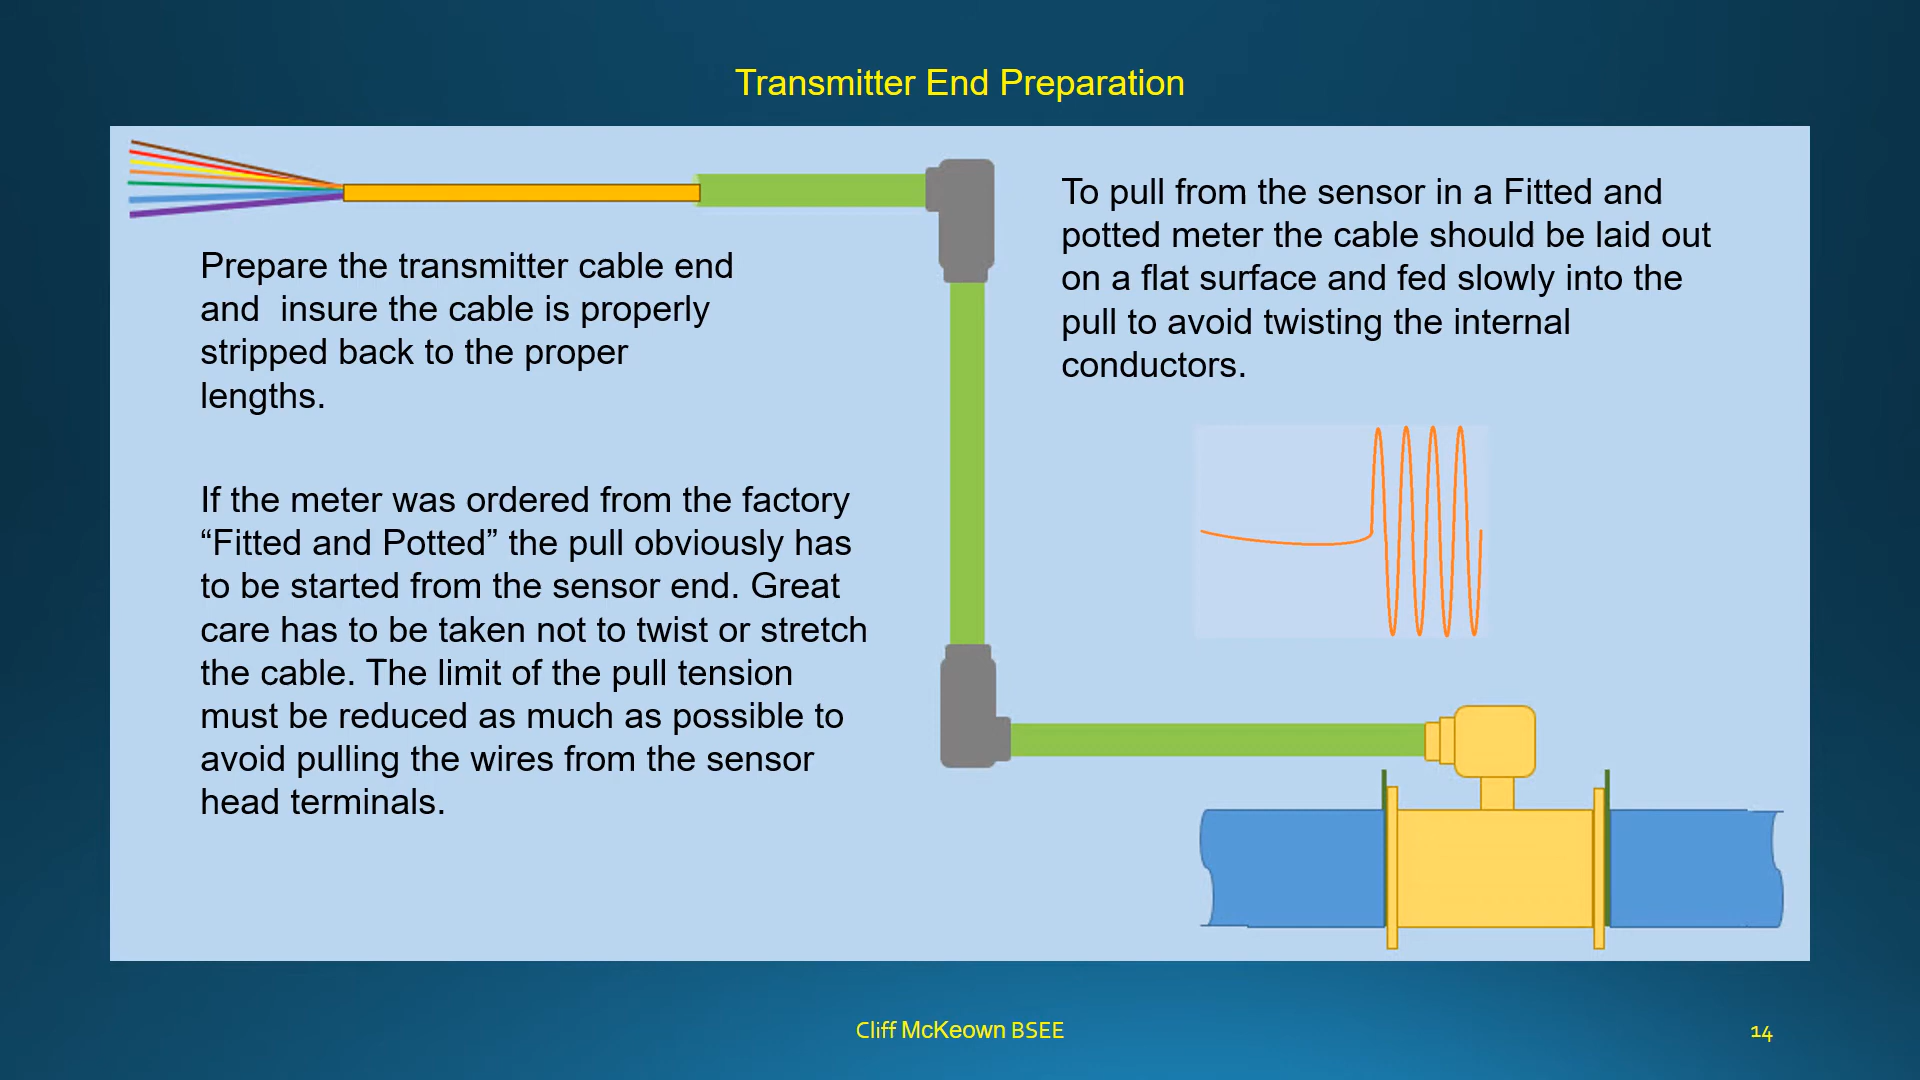 Transmitter End Preparation
Prepare the transmitter cable end
and  insure the cable is properly
stripped back to the proper
lengths.
If the meter was ordered from the factory
“Fitted and Potted” the pull obviously has
to be started from the sensor end. Great
care has to be taken not to twist or stretch
the cable. The limit of the pull tension
must be reduced as much as possible to
avoid pulling the wires from the sensor
head terminals.
To pull from the sensor in a Fitted and
potted meter the cable should be laid out
on a flat surface and fed slowly into the
pull to avoid twisting the internal
conductors.
Cliff McKeown BSEE
14